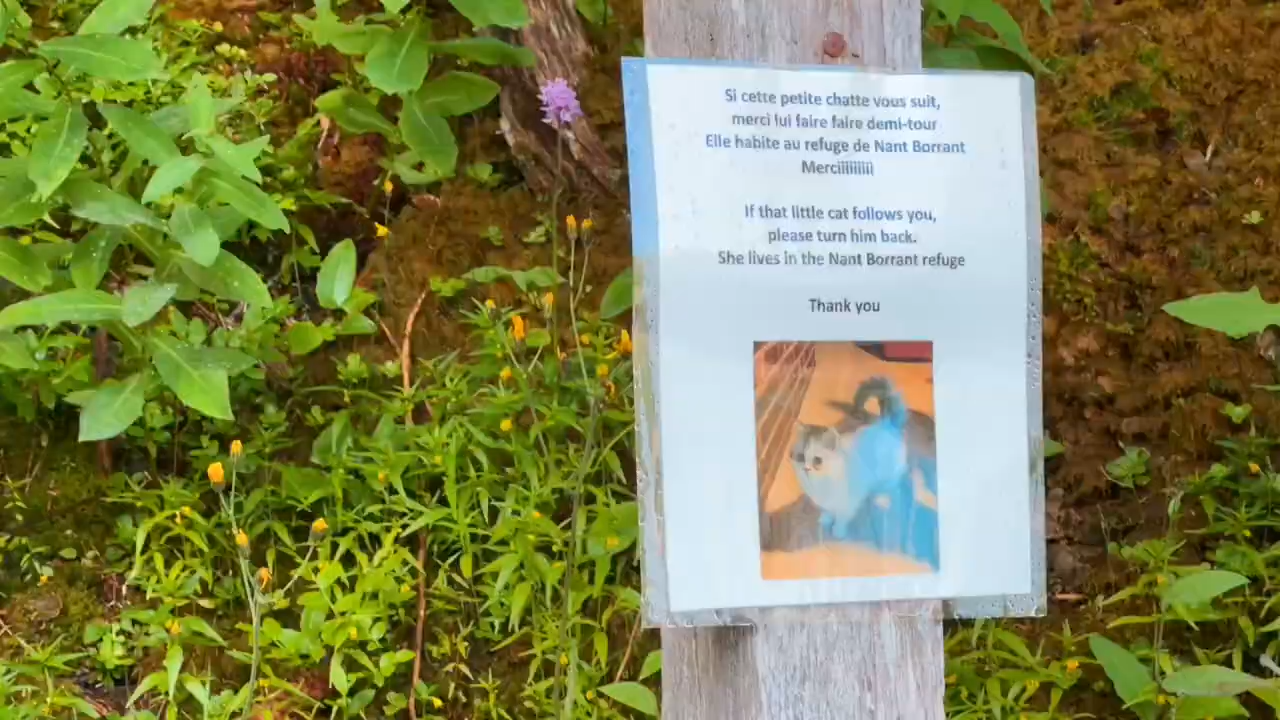 Si cette petite chatte vous suit,
merci lui faire faire demi-tour
Elle habite au refuge de Nant Borrant
Merciiiiiiiii
If that little cat follows you,
please turn him back.
She lives in the Nant Borrant refuge
Thank you